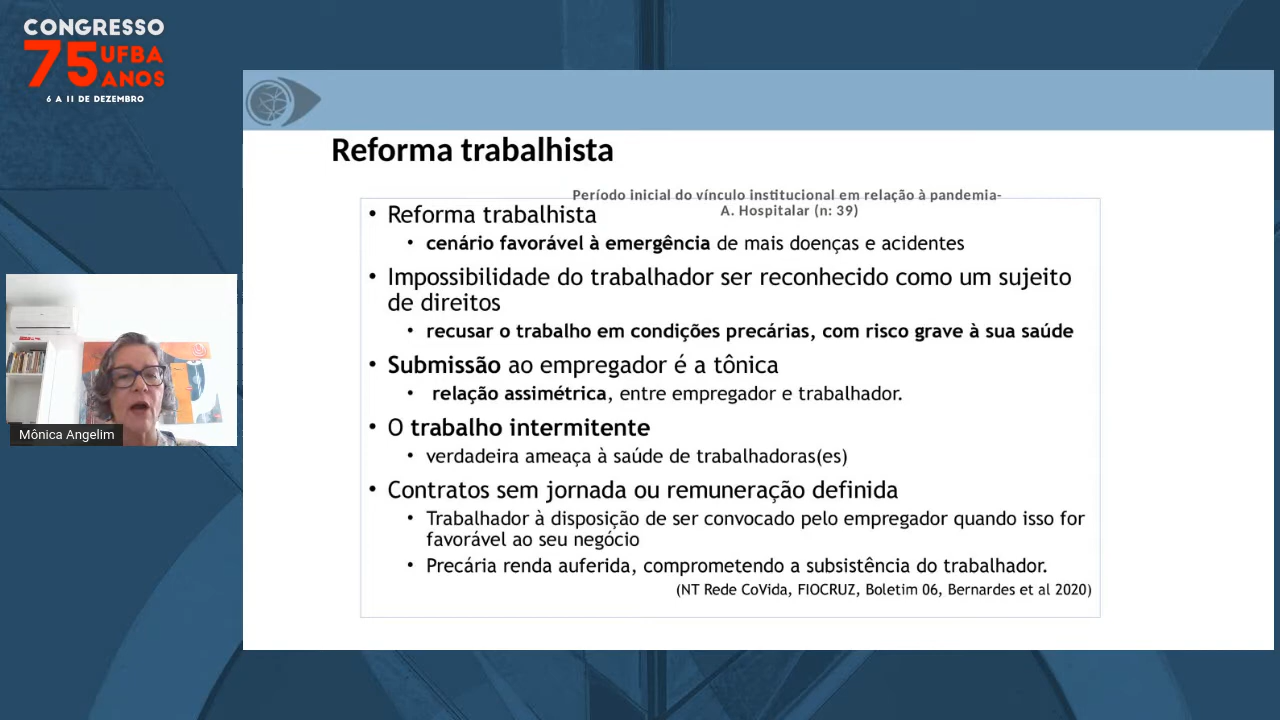 CONGRESSO
75 UFBA
ANOS
6 A 11 DE DEZEMBRO
Reforma trabalhista
Período inicial do vínculo institucional em relação à pandemia-
A. Hospitalar (n: 39)
• Reforma trabalhista
• cenário favorável à emergência de mais doenças e acidentes
• Impossibilidade do trabalhador ser reconhecido como um sujeito
de direitos
• recusar o trabalho em condições precárias, com risco grave à sua saúde
• Submissão ao empregador é a tônica
• relação assimétrica, entre empregador e trabalhador.
• O trabalho intermitente
• verdadeira ameaça à saúde de trabalhadoras(es)
• Contratos sem jornada ou remuneração definida
• Trabalhador à disposição de ser convocado pelo empregador quando isso for
favorável ao seu negócio
• Precária renda auferida, comprometendo a subsistência do trabalhador.
(NT Rede CoVida, FIOCRUZ, Boletim 06, Bernardes et al 2020)
Mônica Angelim